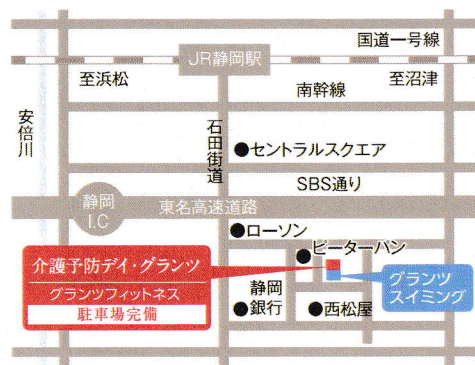 国道一号線
JR静岡駅
至浜松
至沼津
南幹線
安倍川
石田街道
セントラルスクエア
SBS通り
静岡
I.C
東名高速道路
ローソン
ピーターパン
介護予防デイ・グランツ
グランツフィットネス
駐車場完備
グランツ
スイミング
静岡
銀行
西松屋